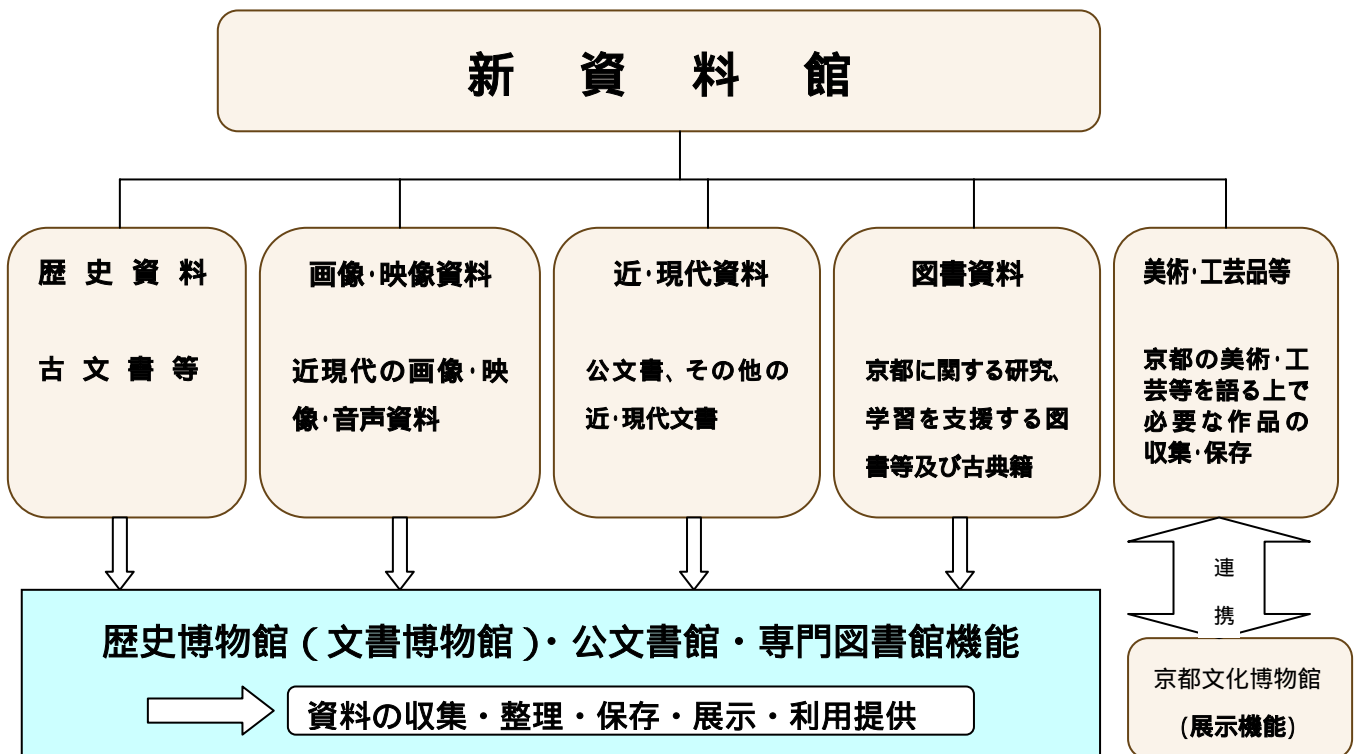 新 資 料 館
歴 史 資 料
古 文 書 等
画像・映像資料
近現代の画像・映
像・音声資料
近・現代資料
公文書、その他の
近・現代文書
図書資料
京都に関する研究、
学習を支援する図
書等及び古典籍
美術・工芸品等
京都の美術・工
芸等を語る上で
必要な作品の
収集・保存
連
携
歴史博物館(文書博物館)・公文書館・専門図書館機能
資料の収集・整理・保存・展示・利用提供
京都文化博物館
(展示機能)